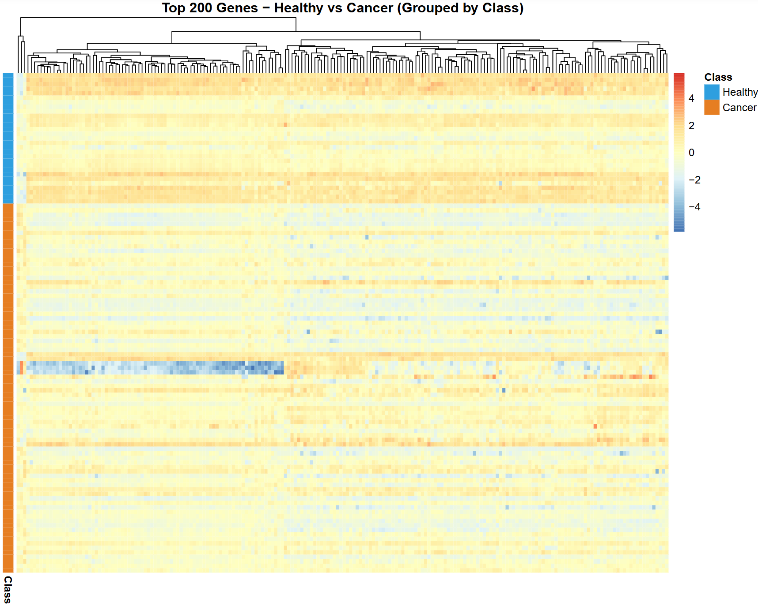 Top 200 Genes − Healthy vs Cancer (Grouped by Class)
Class
Healthy
Cancer
4
2
0
−2
−4
Class